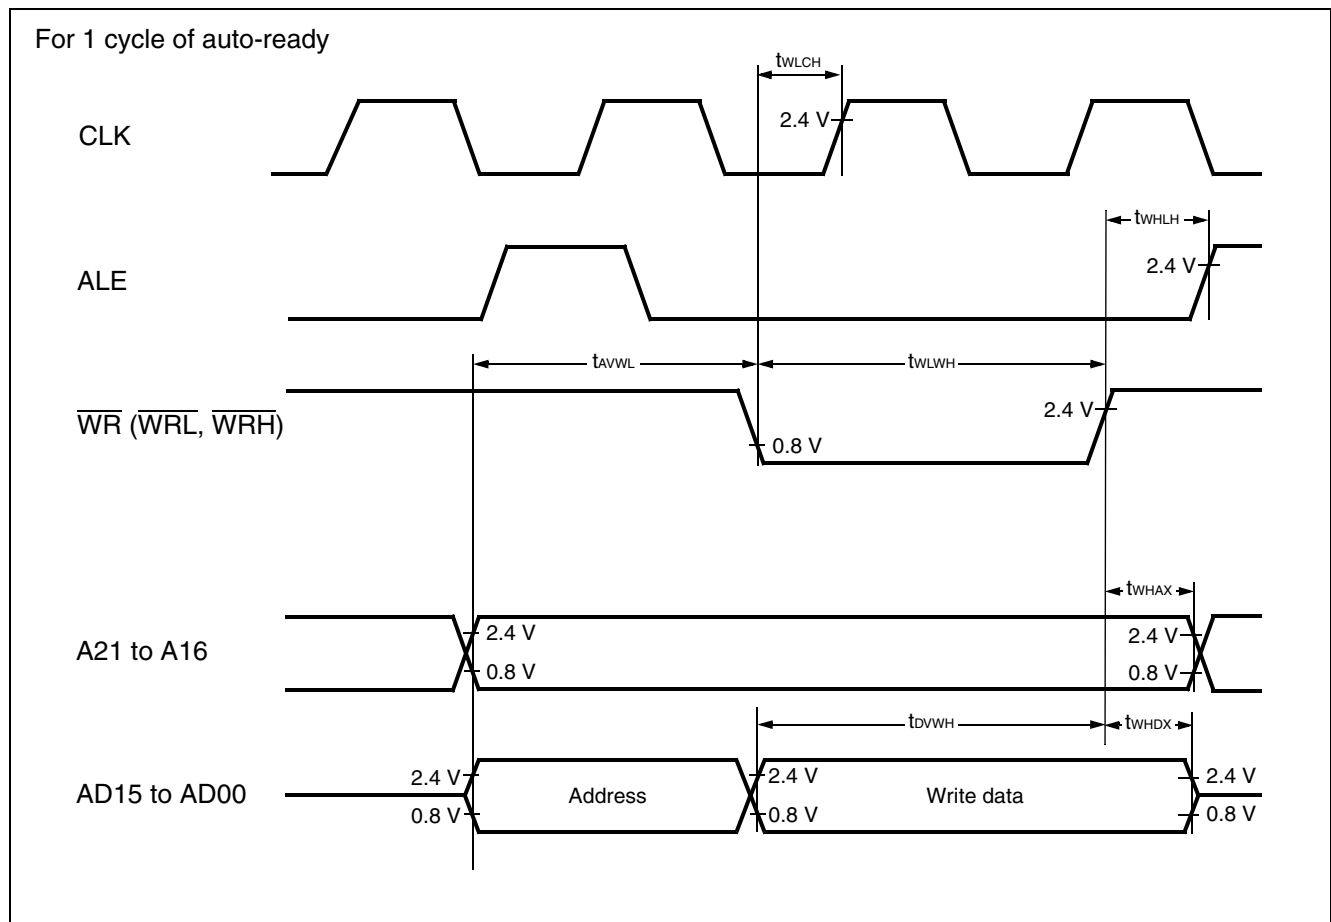 For 1 cycle of auto-ready
tWLCH
CLK
2.4 V
tWHLH
ALE
2.4 V
tAVWL
tWLWH
WR (WRL, WRH)
2.4 V
0.8 V
tWHAX
A21 to A16
2.4 V
2.4 V
0.8 V
0.8 V
tDVWH
tWHDX
AD15 to AD00
2.4 V
2.4 V
2.4 V
Address
Write data
0.8 V
0.8 V
0.8 V